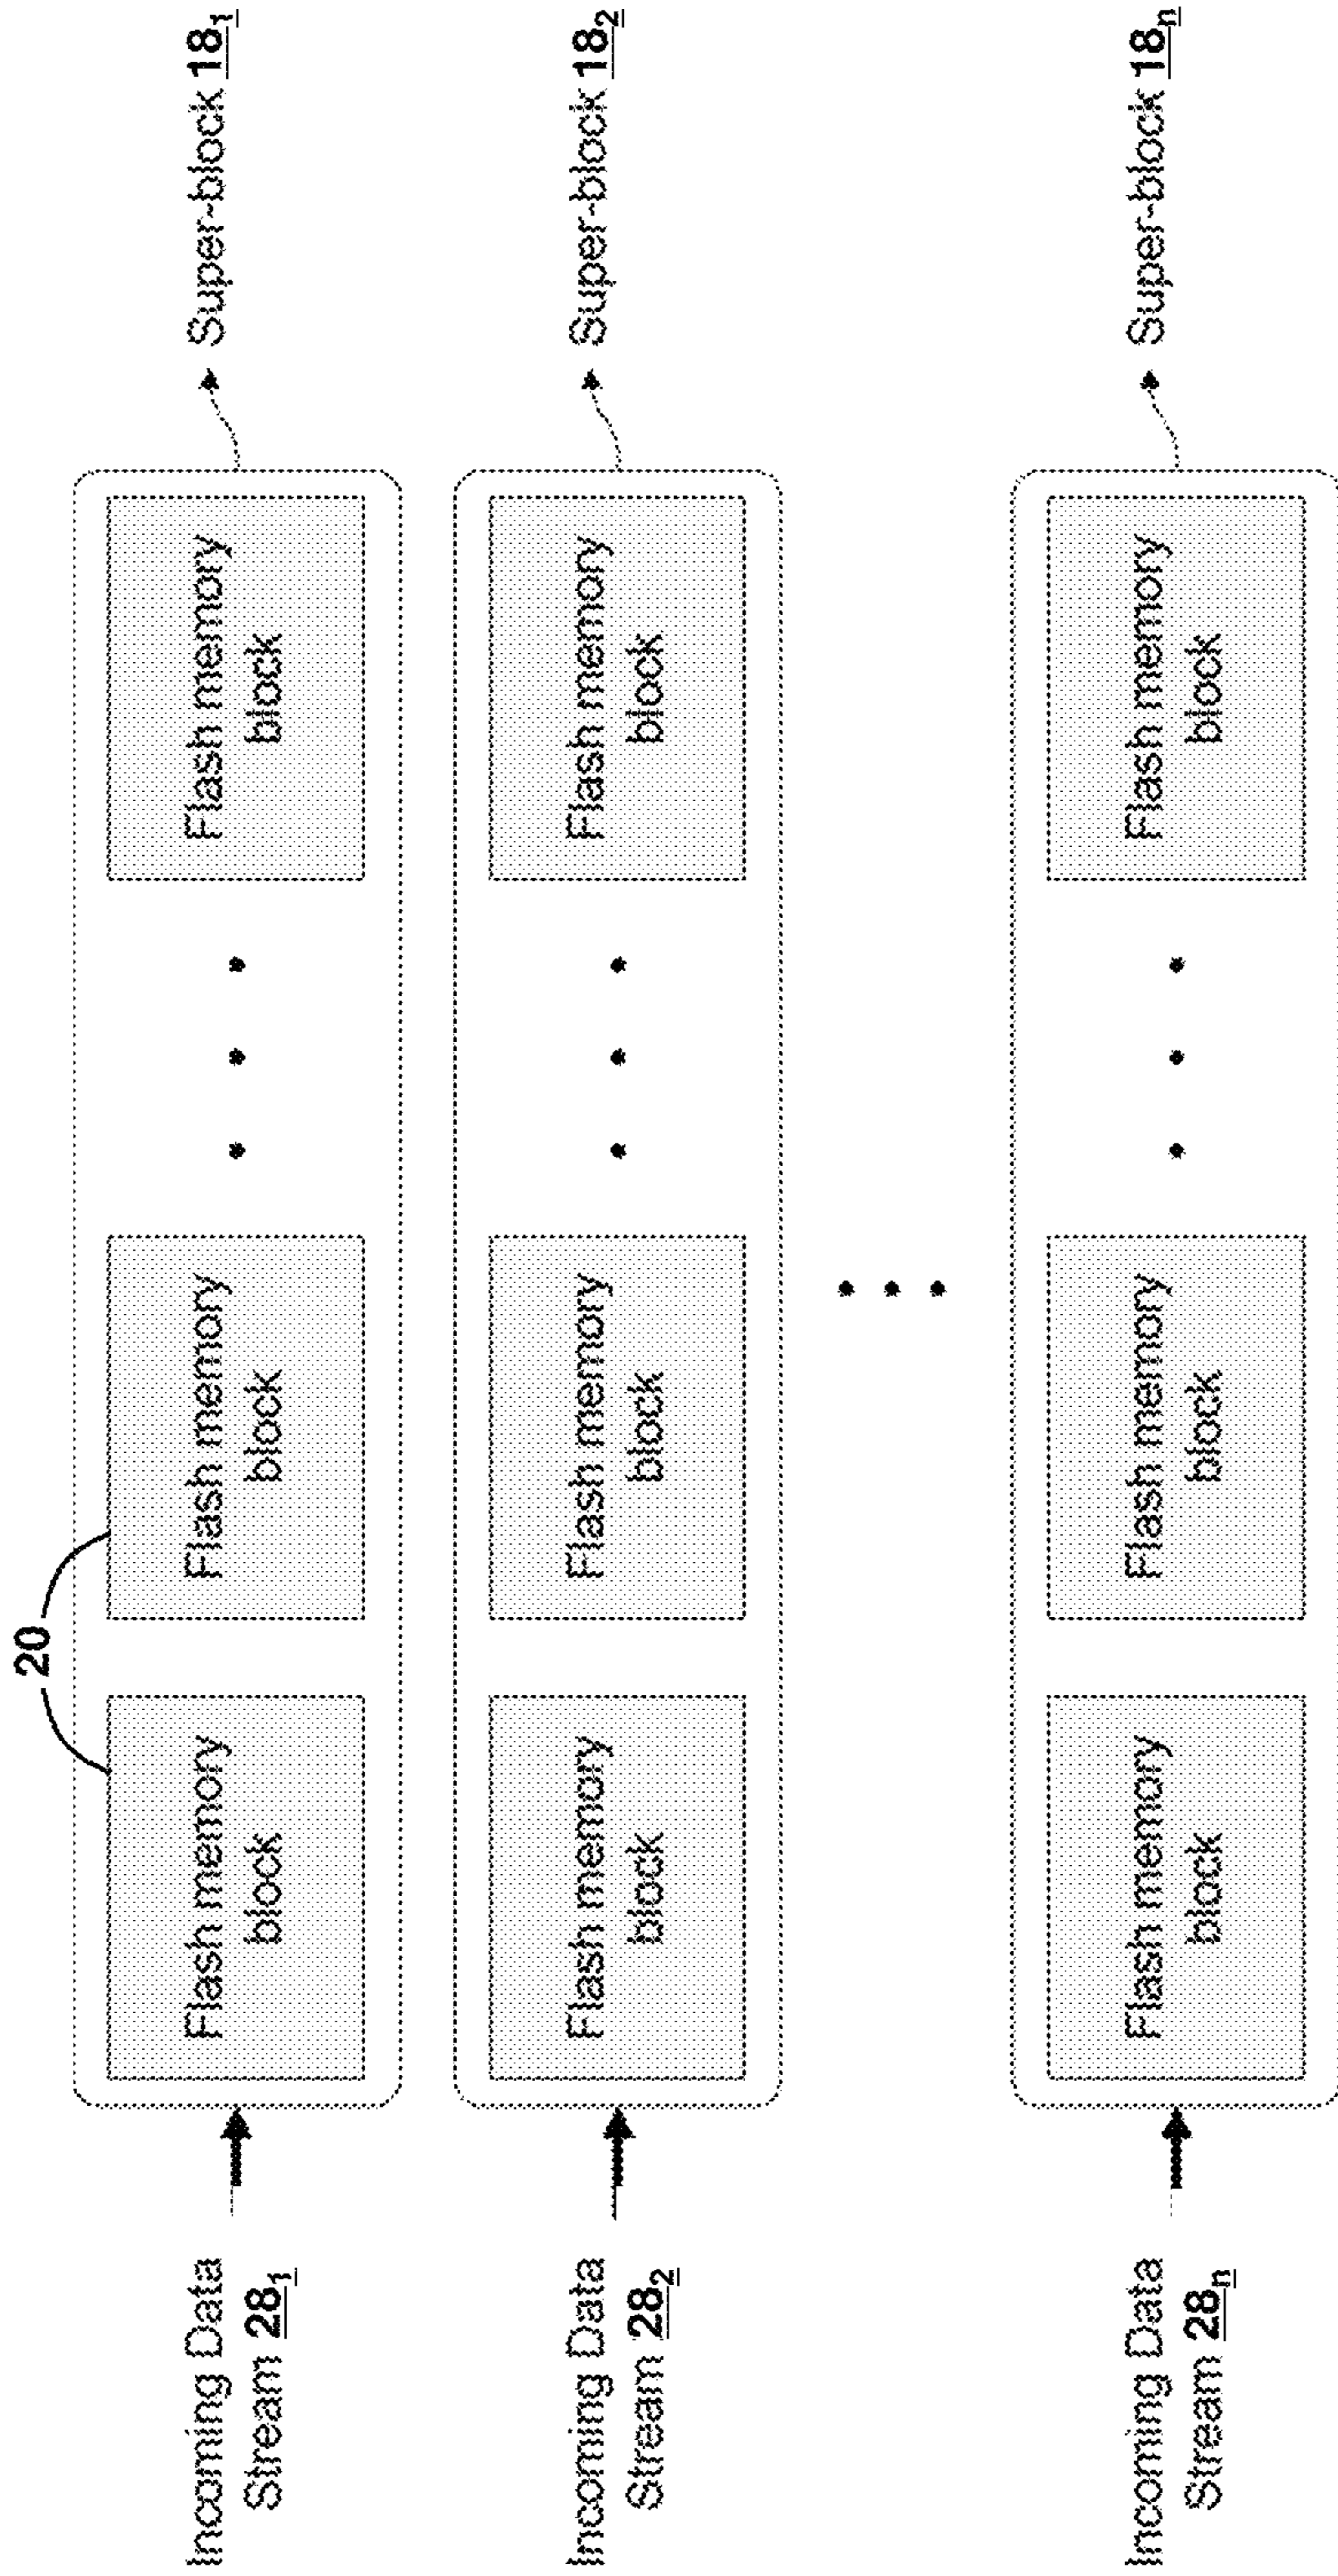 20
Incoming Data
Stream 28₁
Flash memory
block
Flash memory
block
Flash memory
block
Super-block 18₁
Incoming Data
Stream 28₂
Flash memory
block
Flash memory
block
Flash memory
block
Super-block 18₂
Incoming Data
Stream 28ₙ
Flash memory
block
Flash memory
block
Flash memory
block
Super-block 18ₙ